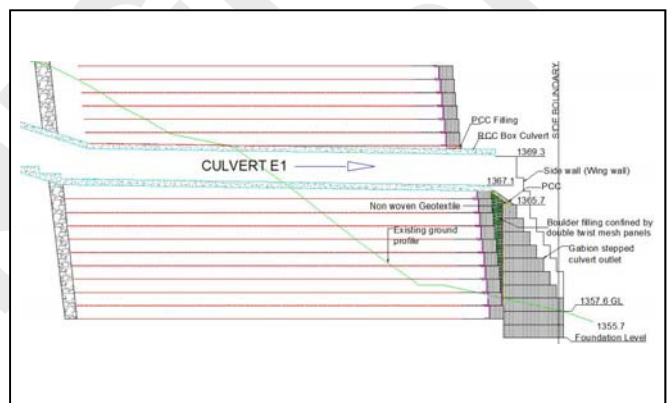 SIDE BOUNDARY
PCC Filling
RCC Box Culvert
1369.3
CULVERT E1
Side wall (Wing wall)
1367.1
PCC
1365.7
Non woven Geotextile
Boulder filling confined by
double twist mesh panels
Existing ground
profile
Gabion stepped
culvert outlet
1357.6 GL
1355.7
Foundation Level